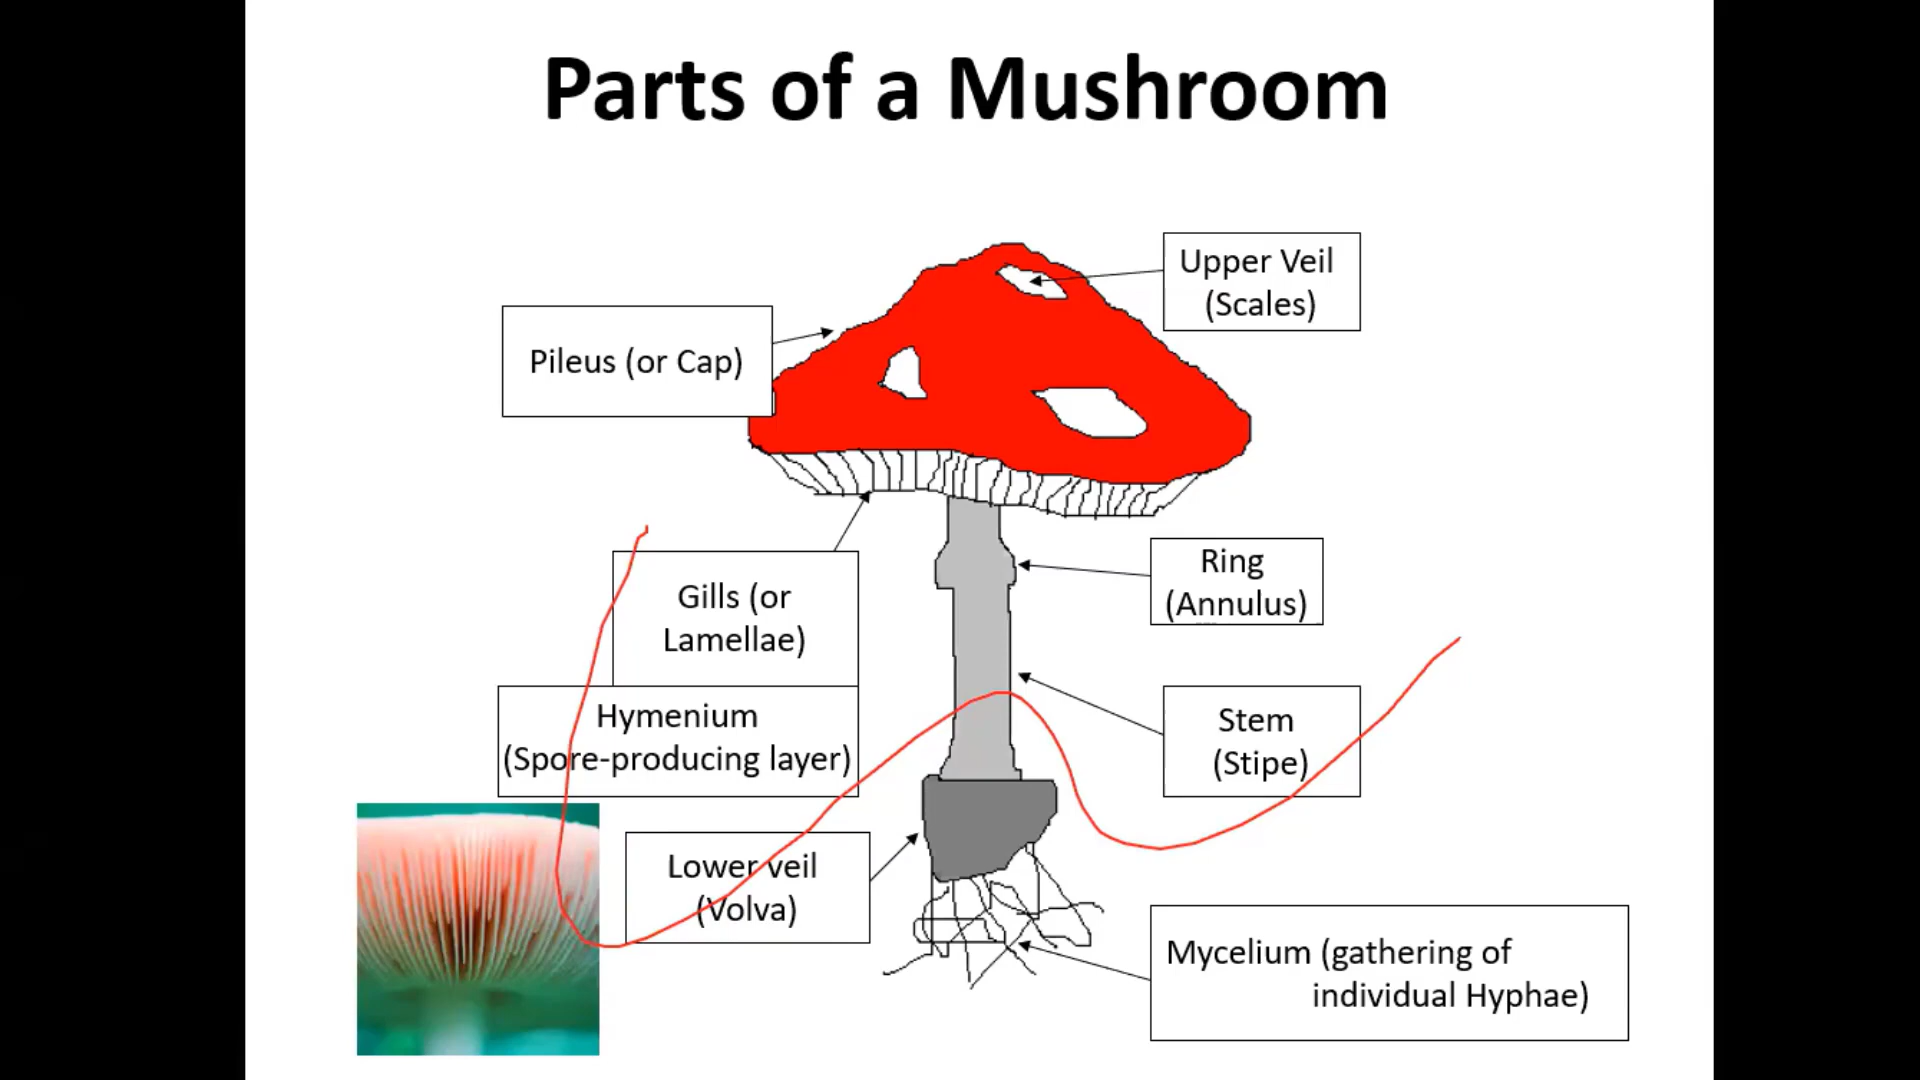 Parts of a Mushroom
Upper Veil
(Scales)
Pileus (or Cap)
Ring
(Annulus)
Gills (or
Lamellae)
Hymenium
(Spore-producing layer)
Stem
(Stipe)
Lower veil
(Volva)
Mycelium (gathering of
individual Hyphae)